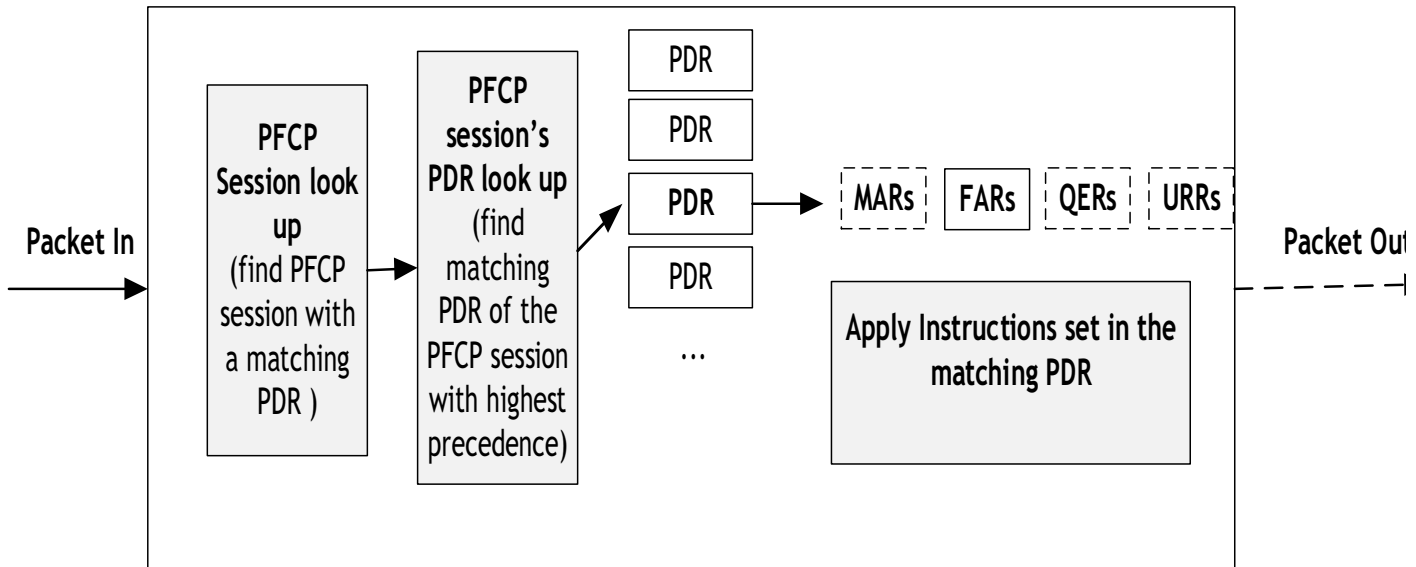 Packet In
PFCP
Session look
up
(find PFCP
session with
a matching
PDR )
PFCP
session’s
PDR look up
(find
matching
PDR of the
PFCP session
with highest
precedence)
PDR
PDR
PDR
PDR
...
MARs
FARs
QERs
URRs
Apply Instructions set in the
matching PDR
Packet Out